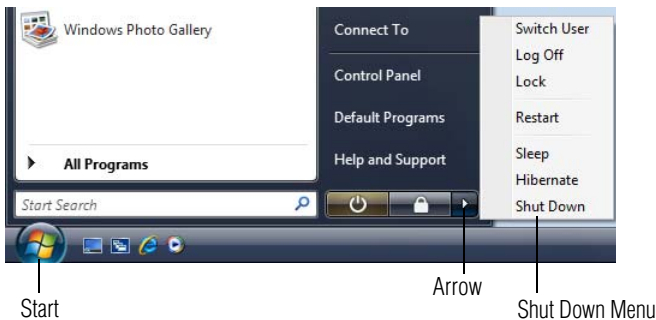 Windows Photo Gallery
All Programs
Start Search
Connect To
Control Panel
Default Programs
Help and Support
Switch User
Log Off
Lock
Restart
Sleep
Hibernate
Shut Down
Start
Arrow
Shut Down Menu